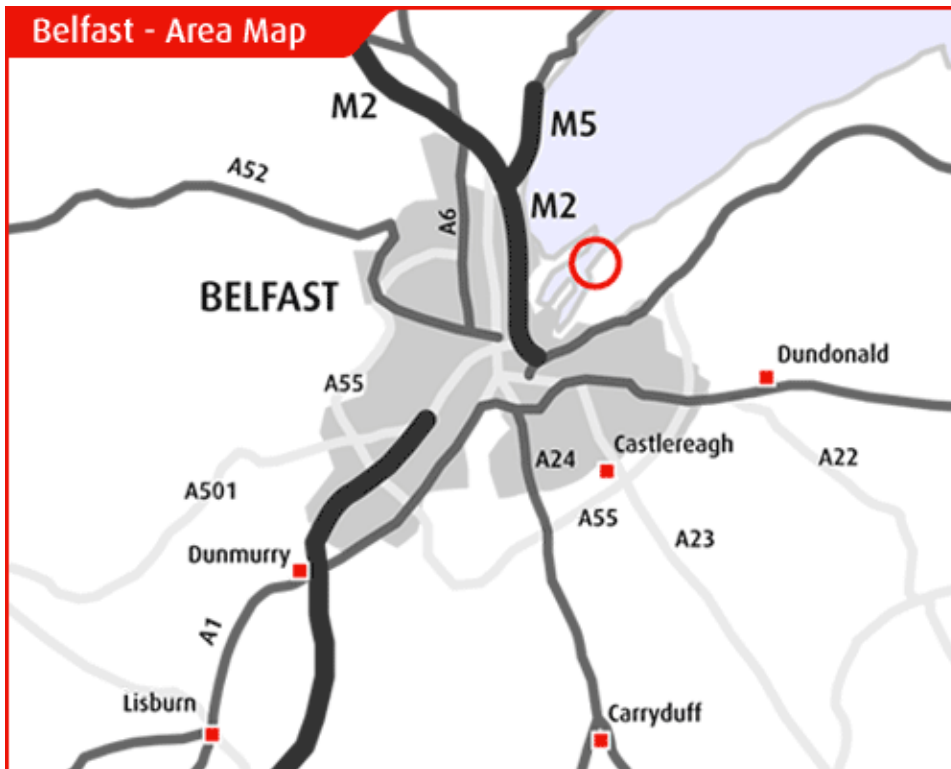 Belfast - Area Map
M2
M5
A52
M2
A6
BELFAST
Dundonald
A55
Castlereagh
A24
A22
A501
A55
A23
Dunmurry
A1
Lisburn
Carryduff